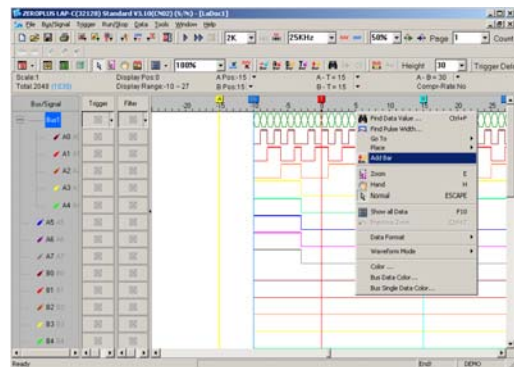 ZEROPLUS LAP-C(32128) Standard V3.10(CN02) (S/N:) - [LaDoc1]
File Bus/Signal Trigger Run/Stop Data Tools Window Help
2K 25KHz 50% Page 1 Count
100% Height 30 Trigger Delay
Scale:1 Display Pos:0 A Pos:-15 A - T = 15 A - B = 30
Total:2048 Display Range:-10 ~ 27 B Pos:15 B - T = 15 Compr-Rate:No
Bus/Signal Trigger Filter
Bus1
A0
A1
A2
A3
A4
A5
A6
A7
B0
B1
B2
B3
B4
Find Data Value ... Ctrl+F
Find Pulse Width...
Go To
Place
Add Bar
Zoom E
Hand H
Normal ESCAPE
Show all Data F10
Previous Zoom
Data Format
Waveform Mode
Color ...
Bus Data Color...
Bus Single Data Color...
Ready End! DEMO